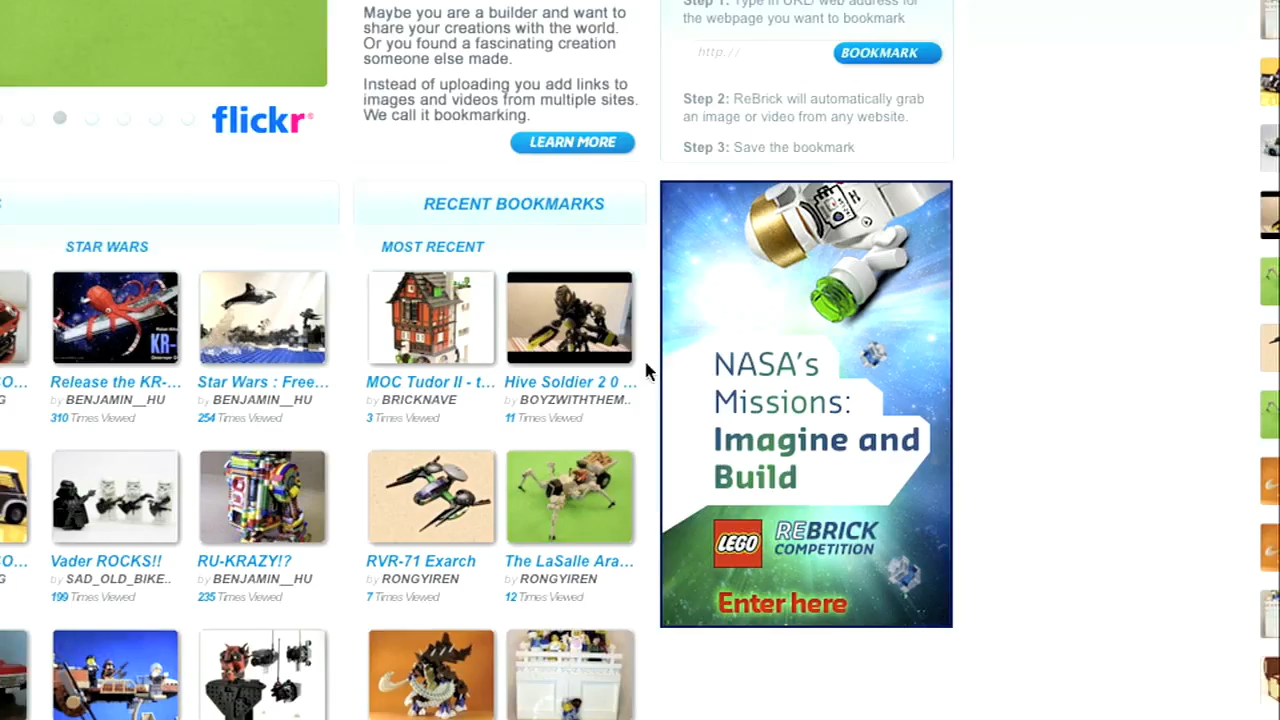 Maybe you are a builder and want to
share your creations with the world.
Or you found a fascinating creation
someone else made.
Instead of uploading you add links to
images and videos from multiple sites.
We call it bookmarking.
LEARN MORE
flickr
the webpage you want to bookmark
http://
BOOKMARK
Step 2: ReBrick will automatically grab
an image or video from any website.
Step 3: Save the bookmark
STAR WARS
Release the KR-...
by BENJAMIN__HU
310 Times Viewed
KR-
Star Wars : Free...
by BENJAMIN__HU
254 Times Viewed
Vader ROCKS!!
by SAD_OLD_BIKE..
199 Times Viewed
RU-KRAZY!?
by BENJAMIN__HU
235 Times Viewed
RECENT BOOKMARKS
MOST RECENT
MOC Tudor II - t...
by BRICKNAVE
3 Times Viewed
Hive Soldier 2 0 ...
by BOYZWITHTHEM..
11 Times Viewed
RVR-71 Exarch
by RONGYIREN
7 Times Viewed
The LaSalle Ara...
by RONGYIREN
12 Times Viewed
NASA's
Missions:
Imagine and
Build
LEGO
REBRICK
COMPETITION
Enter here